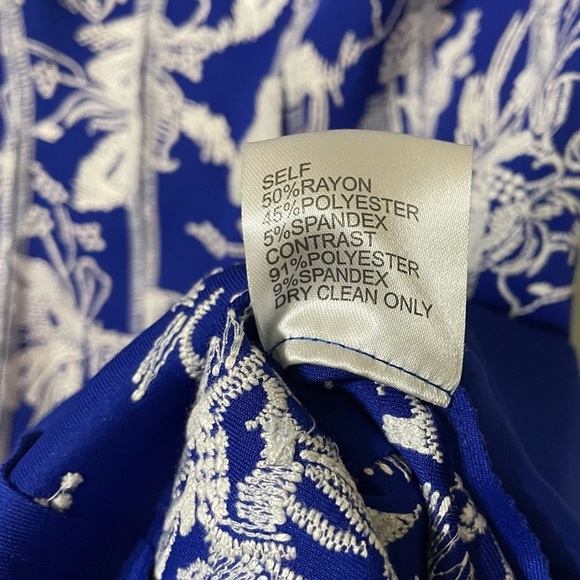 SELF
50%RAYON
45%POLYESTER
5%SPANDEX
CONTRAST
91%POLYESTER
9%SPANDEX
DRY CLEAN ONLY